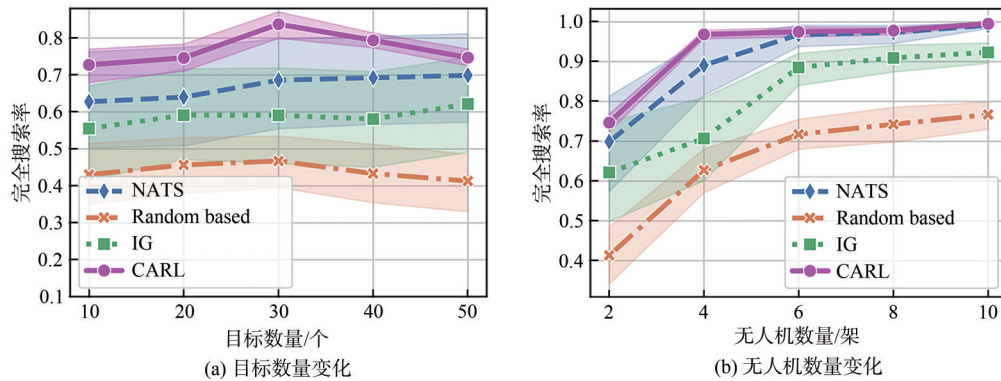 完全搜索率
0.8
0.7
0.6
0.5
0.4
0.3
0.2
0.1
NATS
Random based
IG
CARL
10
20
30
40
50
目标数量/个
(a) 目标数量变化
完全搜索率
1.0
0.9
0.8
0.7
0.6
0.5
0.4
NATS
Random based
IG
CARL
2
4
6
8
10
无人机数量/架
(b) 无人机数量变化